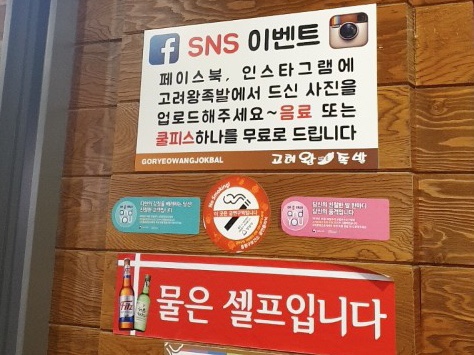 SNS 이벤트
페이스북, 인스타그램에
고려왕족발에서 드신 사진을
업로드해주세요~음료 또는
쿨피스하나를 무료로 드립니다
GORYEOWANGJOKBAL
고려왕족발
No Smoking!
물은 셀프입니다